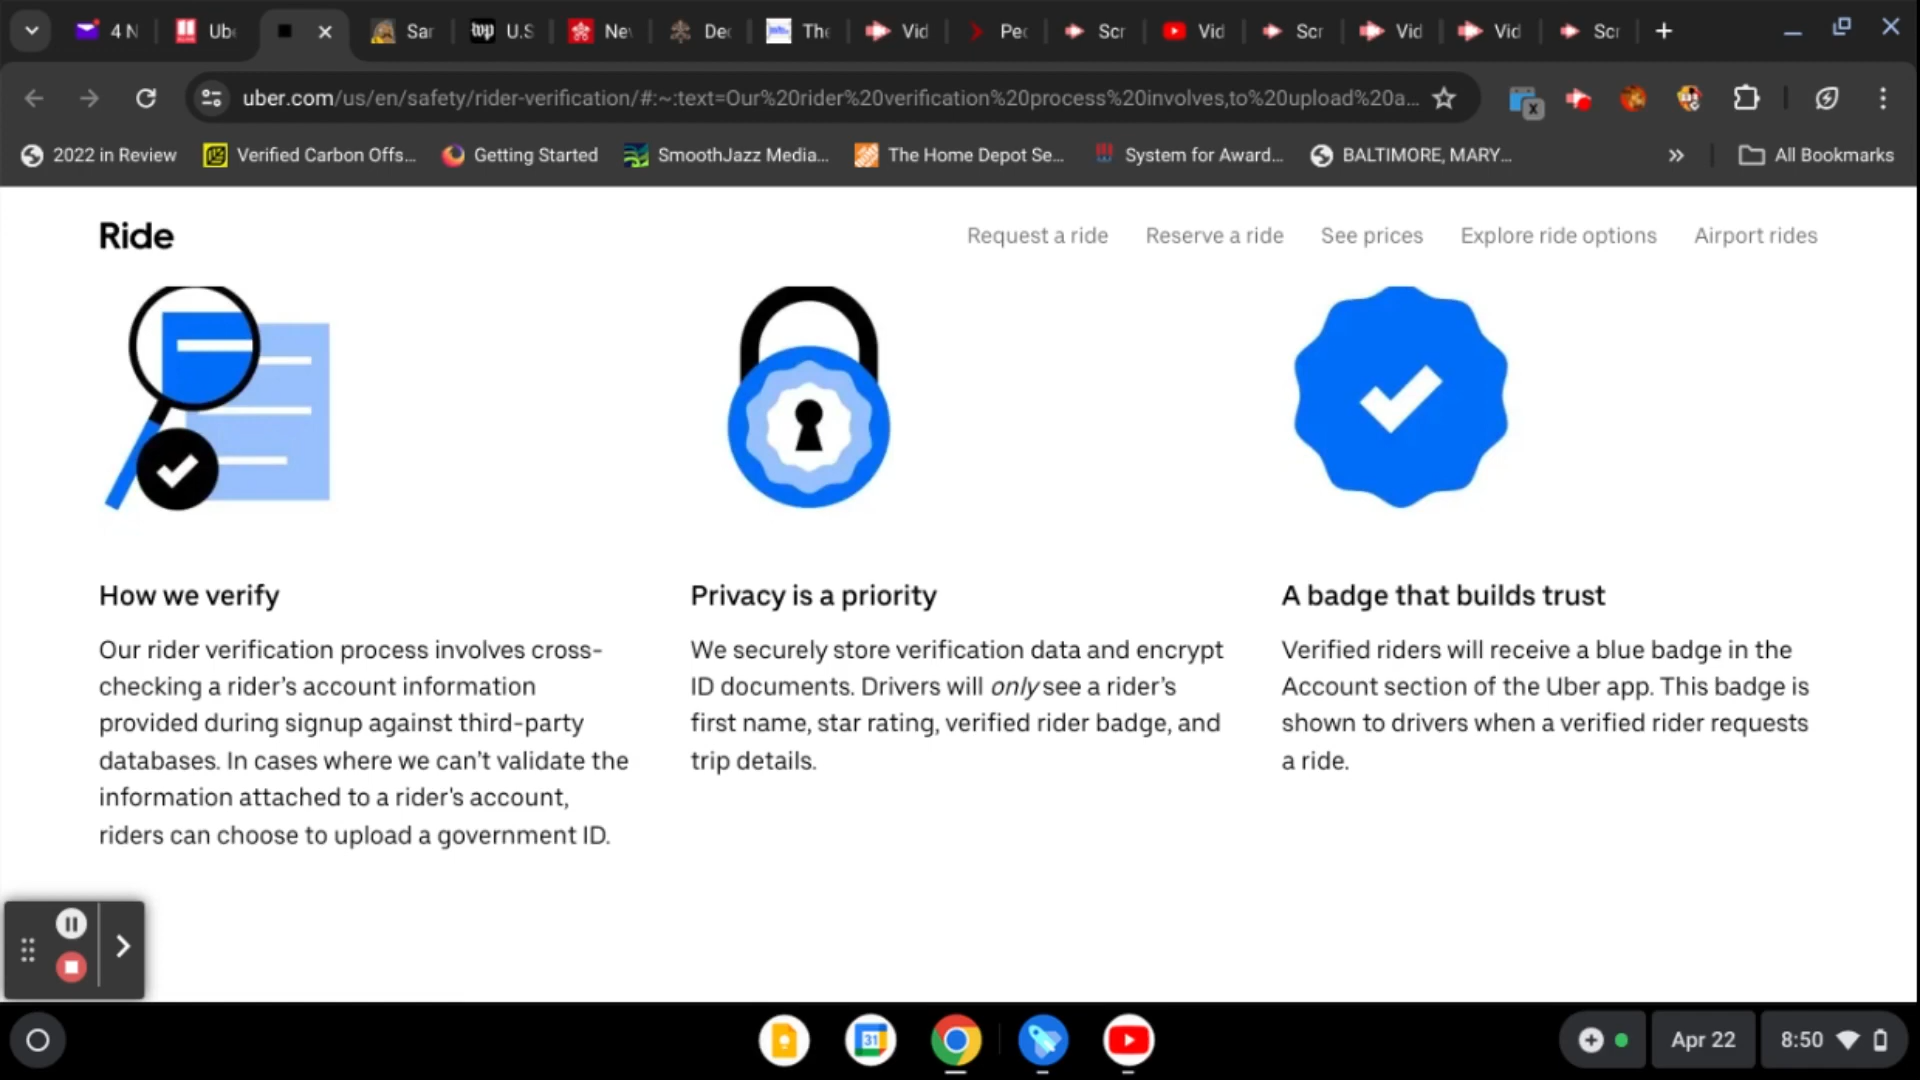 4 N
Ub
Sar
wp U.S
Ne
De
The
Vid
Pe
Scr
Vid
Scr
Vid
Vid
Scr
uber.com/us/en/safety/rider-verification/#:~:text=Our%20rider%20verification%20process%20involves,to%20upload%20a...
2022 in Review
Verified Carbon Offs...
Getting Started
SmoothJazz Media...
The Home Depot Se...
System for Award...
BALTIMORE, MARY...
All Bookmarks
Ride
Request a ride
Reserve a ride
See prices
Explore ride options
Airport rides
How we verify
Our rider verification process involves cross-
checking a rider's account information
provided during signup against third-party
databases. In cases where we can't validate the
information attached to a rider's account,
riders can choose to upload a government ID.
Privacy is a priority
We securely store verification data and encrypt
ID documents. Drivers will only see a rider's
first name, star rating, verified rider badge, and
trip details.
A badge that builds trust
Verified riders will receive a blue badge in the
Account section of the Uber app. This badge is
shown to drivers when a verified rider requests
a ride.
31
Apr 22
8:50